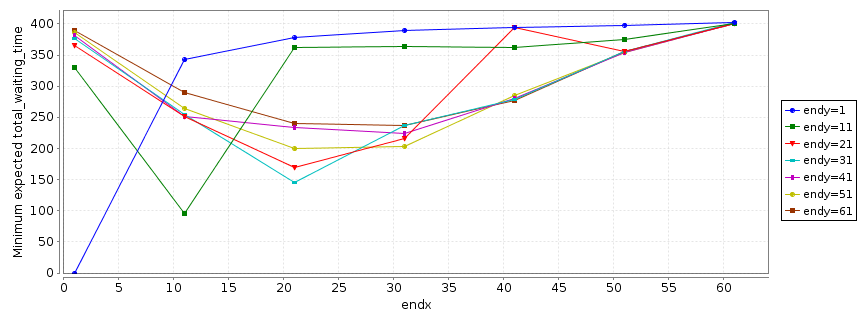 Minimum expected total_waiting_time
400
350
300
250
200
150
100
50
0
0 5 10 15 20 25 30 35 40 45 50 55 60
endx
endy=1
endy=11
endy=21
endy=31
endy=41
endy=51
endy=61